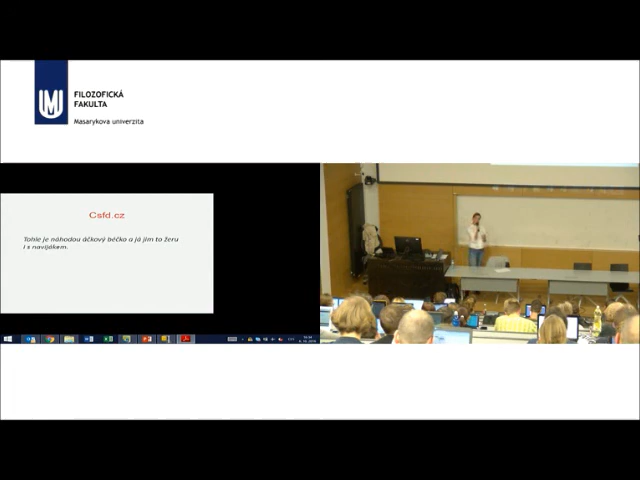 FILOZOFICKÁ
FAKULTA
Masarykova univerzita
Csfd.cz
Tohle je náhodou áčkový béčko a já jim to žeru
i s navijákem.